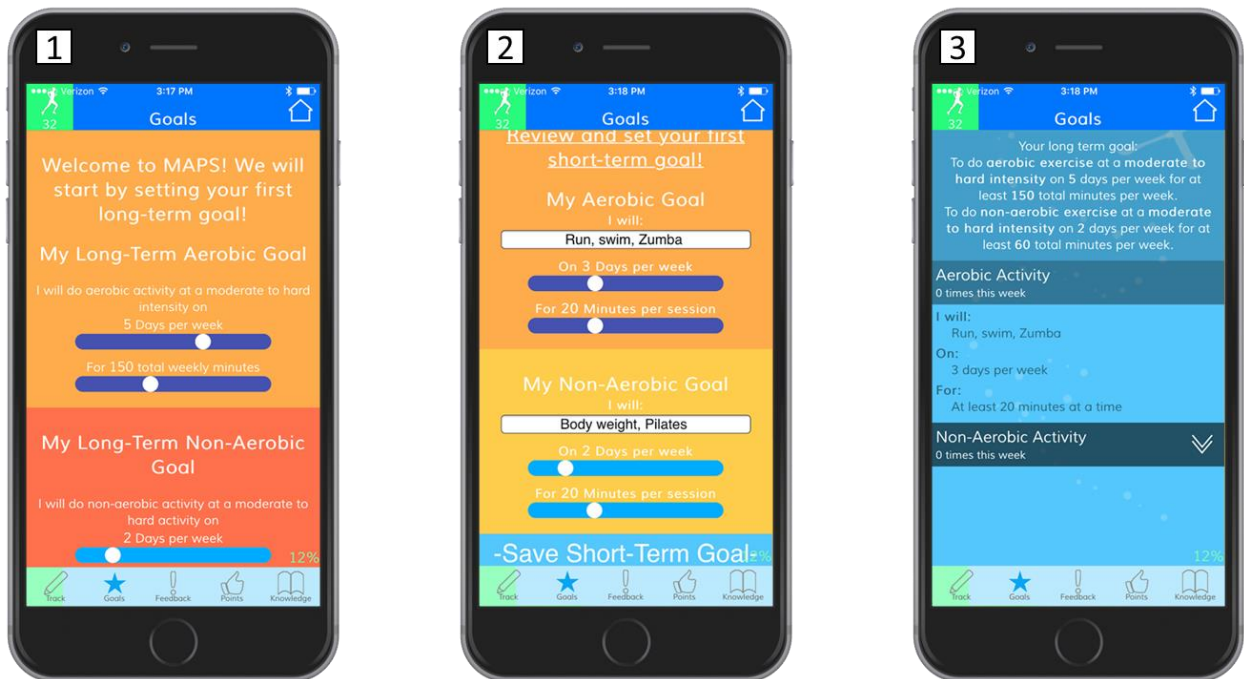 1
Verizon
3:17 PM
32
Goals
Welcome to MAPS! We will
start by setting your first
long-term goal!
My Long-Term Aerobic Goal
I will do aerobic activity at a moderate to hard
intensity on
5 Days per week
For 150 total weekly minutes
My Long-Term Non-Aerobic
Goal
I will do non-aerobic activity at a moderate to
hard activity on
2 Days per week
12%
Track
Goals
Feedback
Points
Knowledge
2
Verizon
3:18 PM
32
Goals
Review and set your first
short-term goal!
My Aerobic Goal
I will:
Run, swim, Zumba
On 3 Days per week
For 20 Minutes per session
My Non-Aerobic Goal
I will:
Body weight, Pilates
On 2 Days per week
For 20 Minutes per session
-Save Short-Term Goal-
12%
Track
Goals
Feedback
Points
Knowledge
3
Verizon
3:18 PM
32
Goals
Your long term goal:
To do aerobic exercise at a moderate to
hard intensity on 5 days per week for at
least 150 total minutes per week.
To do non-aerobic exercise at a moderate
to hard intensity on 2 days per week for at
least 60 total minutes per week.
Aerobic Activity
0 times this week
I will:
Run, swim, Zumba
On:
3 days per week
For:
At least 20 minutes at a time
Non-Aerobic Activity
0 times this week
12%
Track
Goals
Feedback
Points
Knowledge